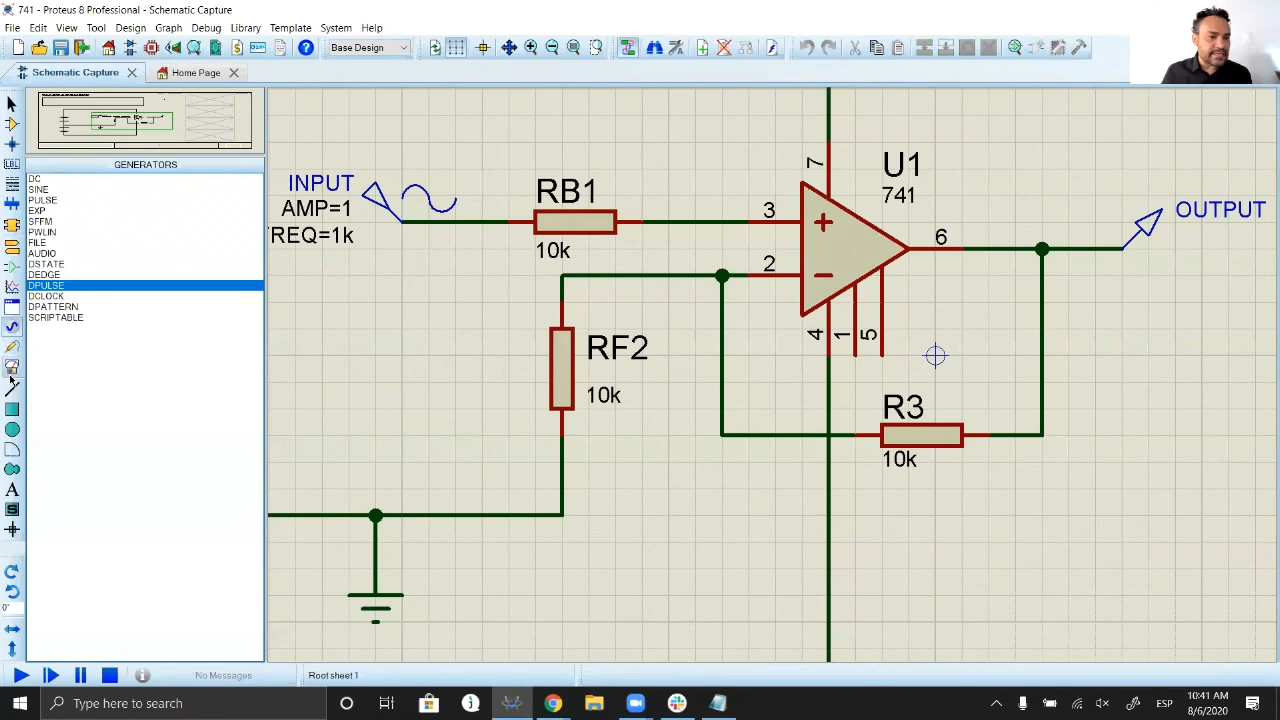 741 - Proteus 8 Professional - Schematic Capture
File Edit View Tool Design Graph Debug Library Template System Help
Base Design
Schematic Capture
Home Page
GENERATORS
DC
SINE
PULSE
EXP
SFFM
PWLIN
FILE
AUDIO
DSTATE
DEDGE
DPULSE
DCLOCK
DPATTERN
SCRIPTABLE
INPUT
AMP=1
REQ=1k
RB1
10k
7
U1
741
3
2
6
4
1
5
OUTPUT
RF2
10k
R3
10k
LBL
A
S
0°
No Messages
Root sheet 1
Type here to search
ESP
10:41 AM
8/6/2020